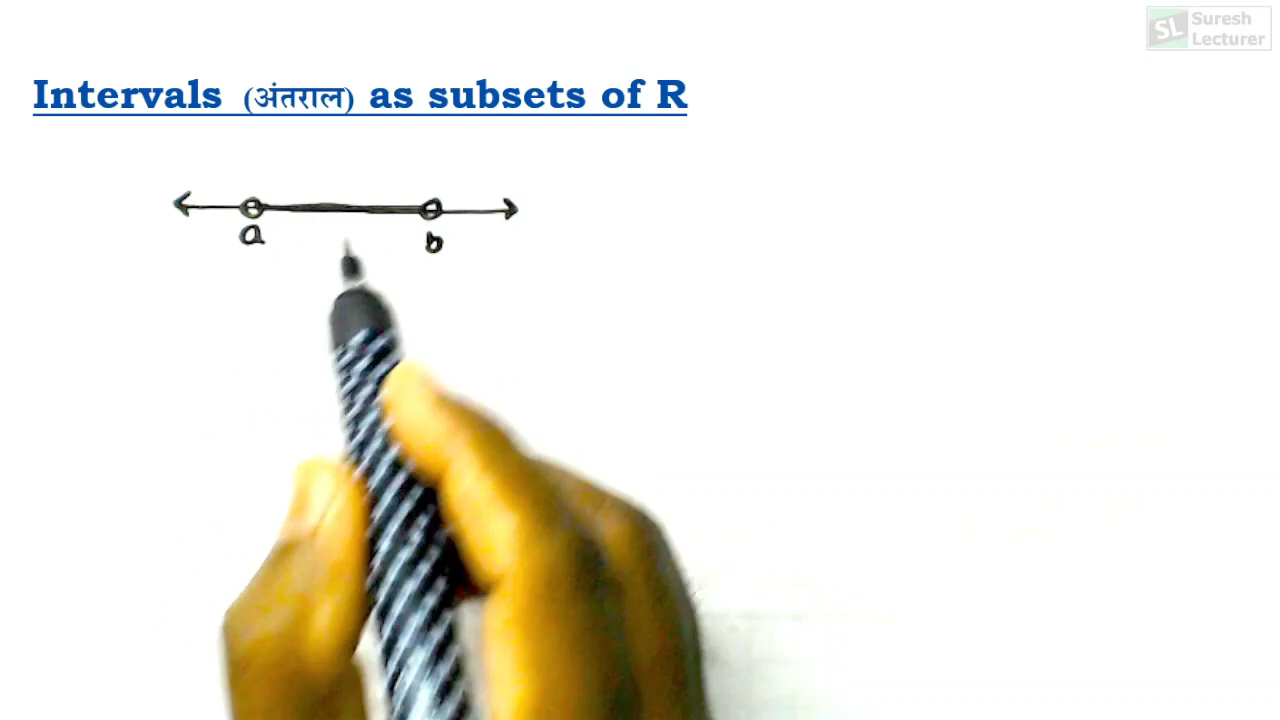 SL Suresh
Lecturer
Intervals (अंतराल) as subsets of R
a b